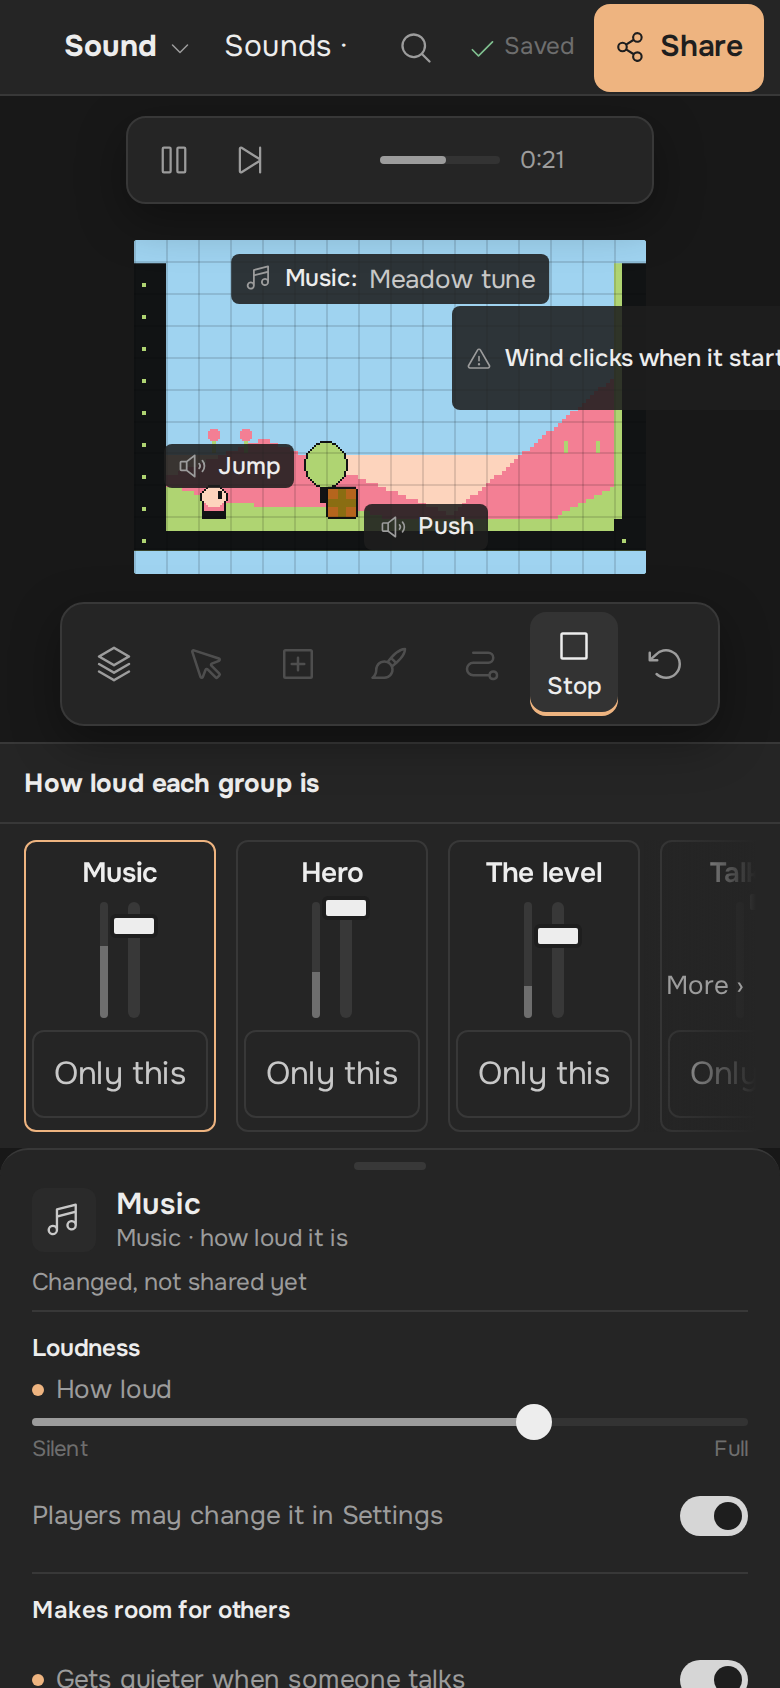 Sound
Sounds ·
Saved
Share
0:21
Music: Meadow tune
Wind clicks when it start
Jump
Push
Stop
How loud each group is
Music
Hero
The level
More ›
Only this
Only this
Only this
Only
Music
Music · how loud it is
Changed, not shared yet
Loudness
How loud
Silent
Full
Players may change it in Settings
Makes room for others
Gets quieter when someone talks